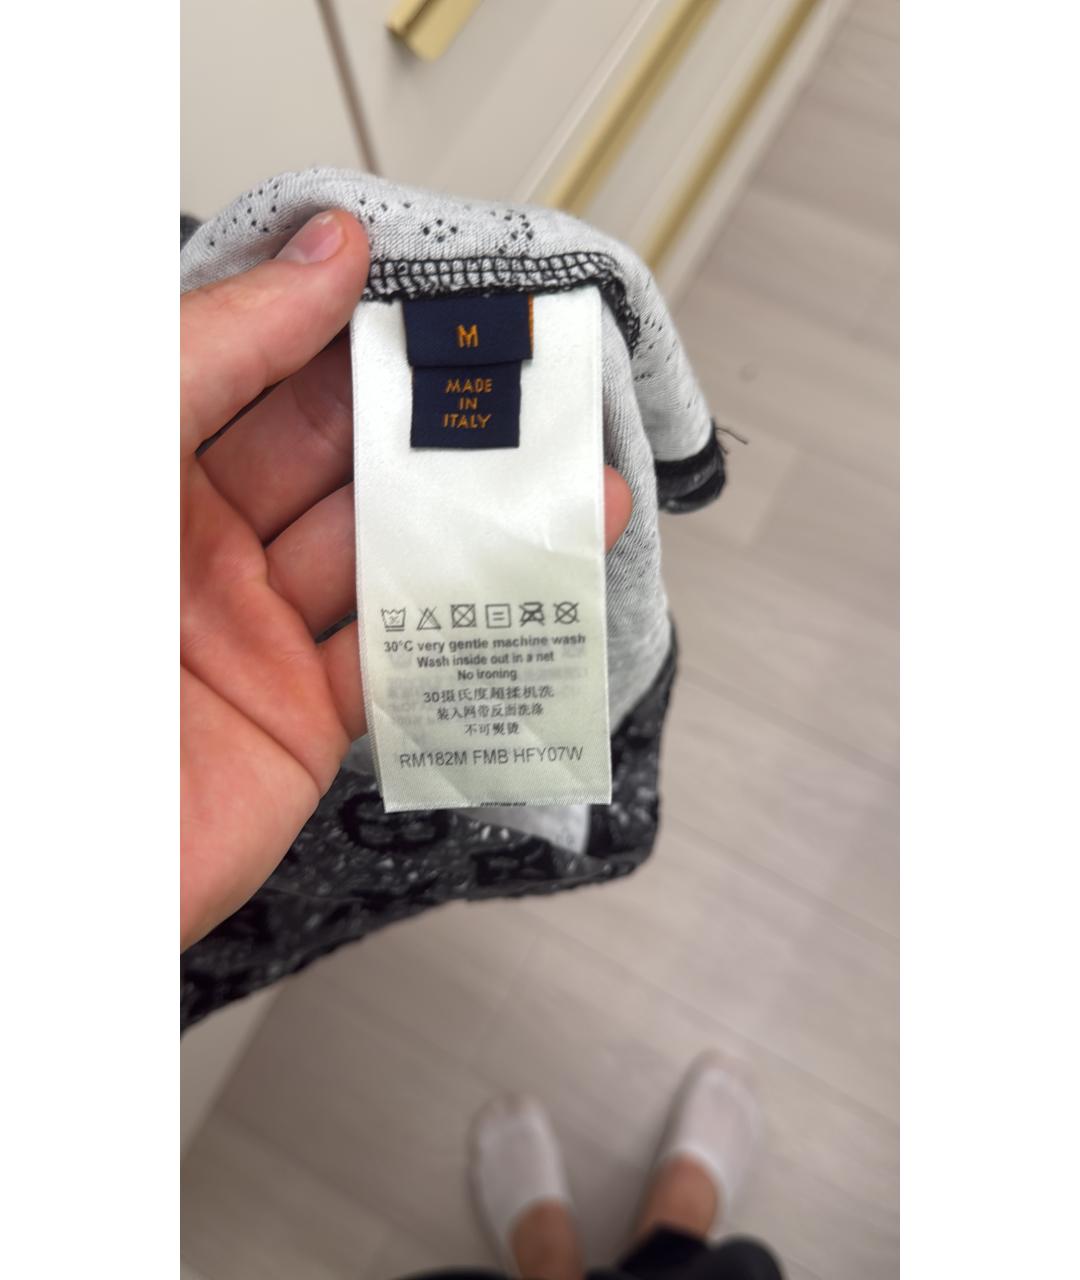 M
MADE
IN
ITALY
30°C very gentle machine wash
Wash inside out in a net
No ironing
30摄氏度超揉机洗
装入网带反面洗涤
不可熨烫
RM182M FMB HFY07W